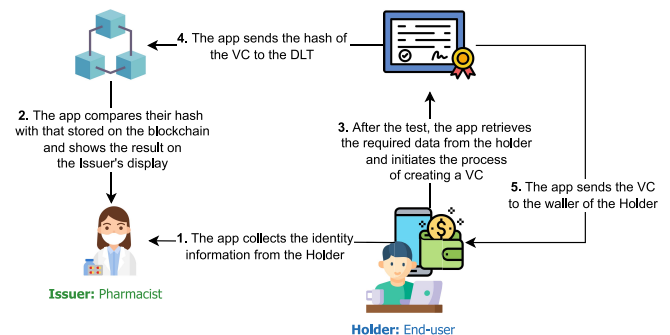 4. The app sends the hash of
the VC to the DLT
2. The app compares their hash
with that stored on the blockchain
and shows the result on
the Issuer's display
3. After the test, the app retrieves
the required data from the holder
and initiates the process
of creating a VC
5. The app sends the VC
to the waller of the Holder
1. The app collects the identity
information from the Holder
Issuer: Pharmacist
Holder: End-user